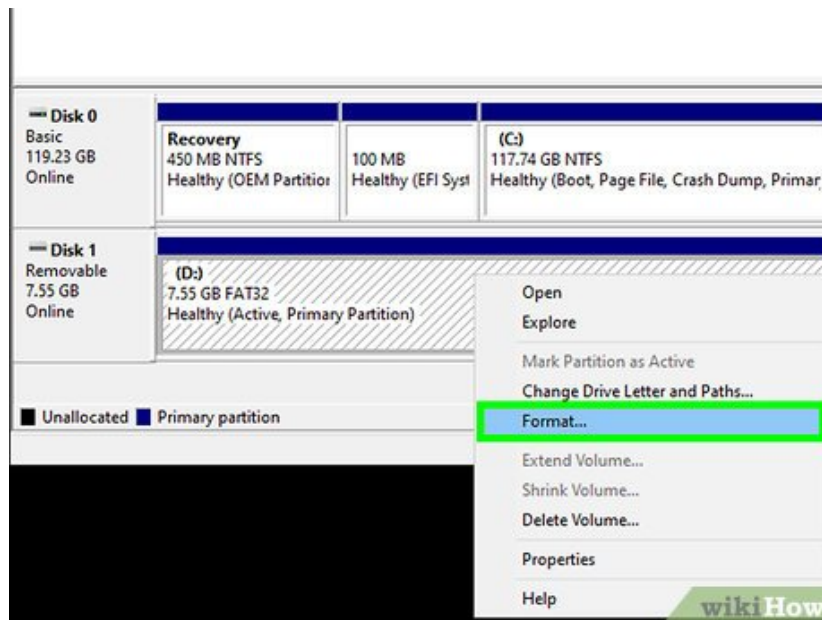 Disk 0
Basic
119.23 GB
Online
Recovery
450 MB NTFS
Healthy (OEM Partition
100 MB
Healthy (EFI Syst
(C:)
117.74 GB NTFS
Healthy (Boot, Page File, Crash Dump, Primar
Disk 1
Removable
7.55 GB
Online
(D:)
7.55 GB FAT32
Healthy (Active, Primary Partition)
Unallocated Primary partition
Open
Explore
Mark Partition as Active
Change Drive Letter and Paths...
Format...
Extend Volume...
Shrink Volume...
Delete Volume...
Properties
Help
wikiHow